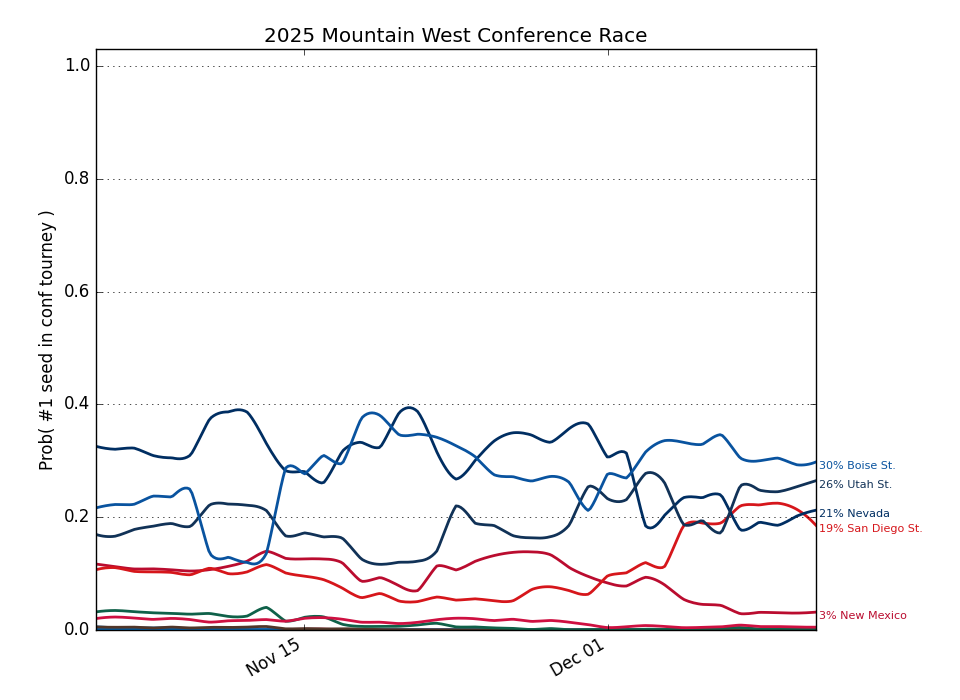 2025 Mountain West Conference Race
Prob( #1 seed in conf tourney )
1.0
0.8
0.6
0.4
0.2
0.0
Nov 15
Dec 01
30% Boise St.
26% Utah St.
21% Nevada
19% San Diego St.
3% New Mexico